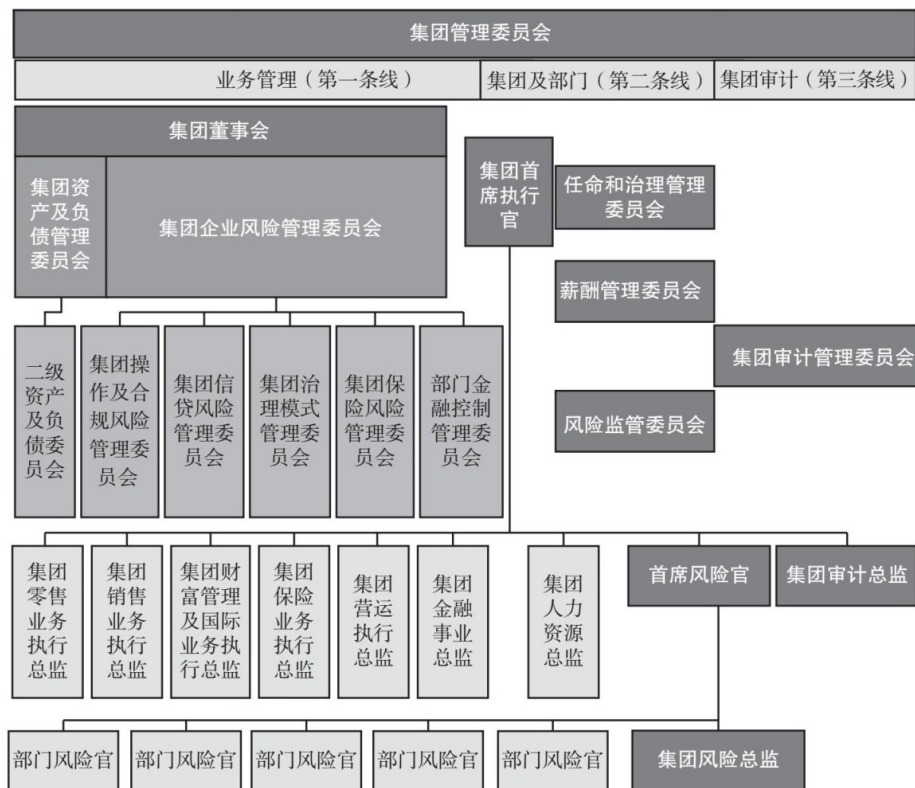 集团管理委员会
业务管理（第一条线）
集团及部门（第二条线）
集团审计（第三条线）
集团董事会
集团资
产及负
债管理
委员会
集团企业风险管理委员会
集团首
席执行
官
任命和治理管理
委员会
薪酬管理委员会
集团审计管理委员会
风险监管委员会
二级
资产
及负
债委
员会
集团操
作及合
规风险
管理委
员会
集团信
贷风险
管理委
员会
集团治
理模式
管理委
员会
集团保
险风险
管理委
员会
部门金
融控制
管理委
员会
集团
零售
业务
执行
总监
集团
销售
业务
执行
总监
集团财
富管理
及国际
业务执
行总监
集团
保险
业务
执行
总监
集团
营运
执行
总监
集团
金融
事业
总监
集团
人力
资源
总监
首席风险官
集团审计总监
部门风险官
部门风险官
部门风险官
部门风险官
部门风险官
集团风险总监